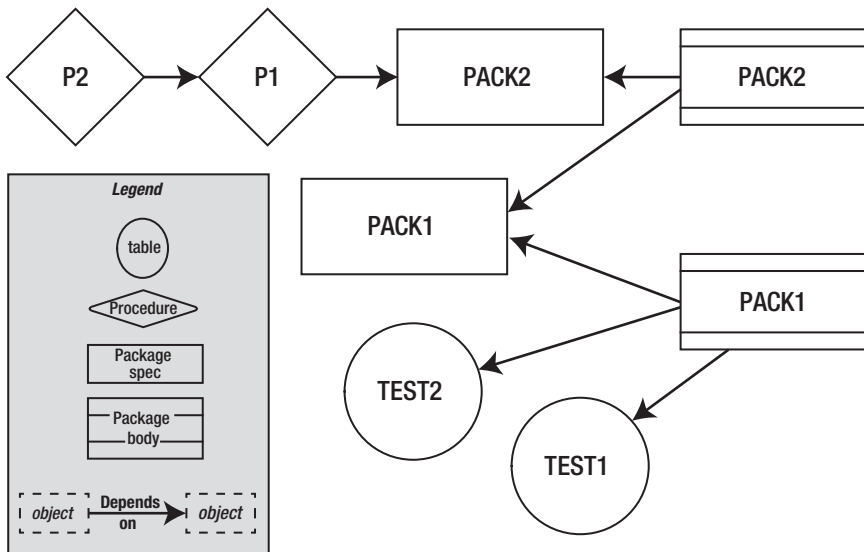 P2
P1
PACK2
PACK2
Legend
table
Procedure
Package
spec
Package
body
object
Depends
on
object
PACK1
PACK1
TEST2
TEST1